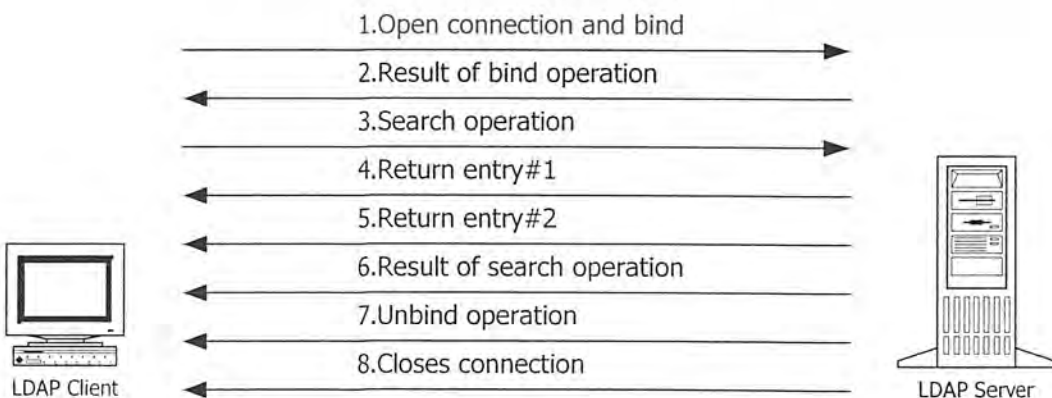 1.Open connection and bind
2.Result of bind operation
3.Search operation
4.Return entry#1
5.Return entry#2
6.Result of search operation
7.Unbind operation
8.Closes connection
LDAP Client
LDAP Server